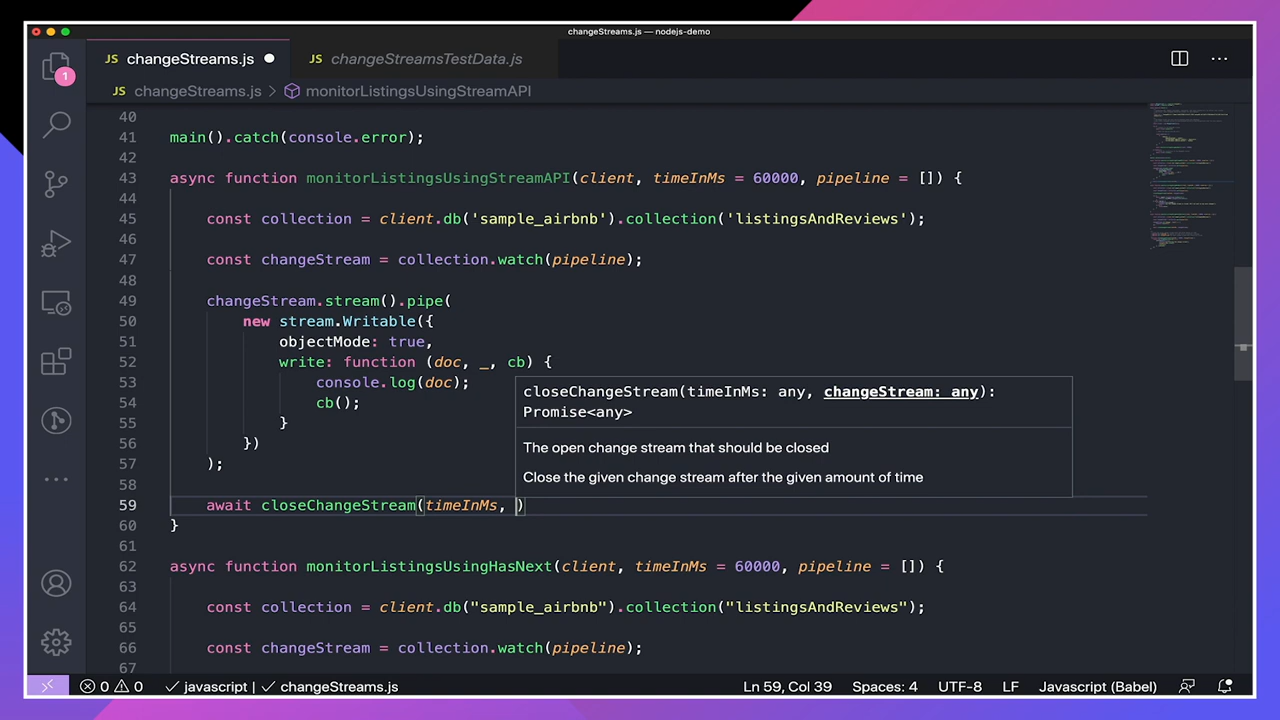 changeStreams.js — nodejs-demo
JS changeStreams.js
JS changeStreamsTestData.js
JS changeStreams.js > monitorListingsUsingStreamAPI
1
40
41 main().catch(console.error);
42
43 async function monitorListingsUsingStreamAPI(client, timeInMs = 60000, pipeline = []) {
44
45 const collection = client.db('sample_airbnb').collection('listingsAndReviews');
46
47 const changeStream = collection.watch(pipeline);
48
49 changeStream.stream().pipe(
50 new stream.Writable({
51 objectMode: true,
52 write: function (doc, _, cb) {
53 console.log(doc);
54 cb();
55 }
56 })
57 );
58
closeChangeStream(timeInMs: any, changeStream: any):
Promise<any>
The open change stream that should be closed
Close the given change stream after the given amount of time
59 await closeChangeStream(timeInMs, )
60 }
61
62 async function monitorListingsUsingHasNext(client, timeInMs = 60000, pipeline = []) {
63
64 const collection = client.db("sample_airbnb").collection("listingsAndReviews");
65
66 const changeStream = collection.watch(pipeline);
67
0 0 javascript | changeStreams.js Ln 59, Col 39 Spaces: 4 UTF-8 LF Javascript (Babel)